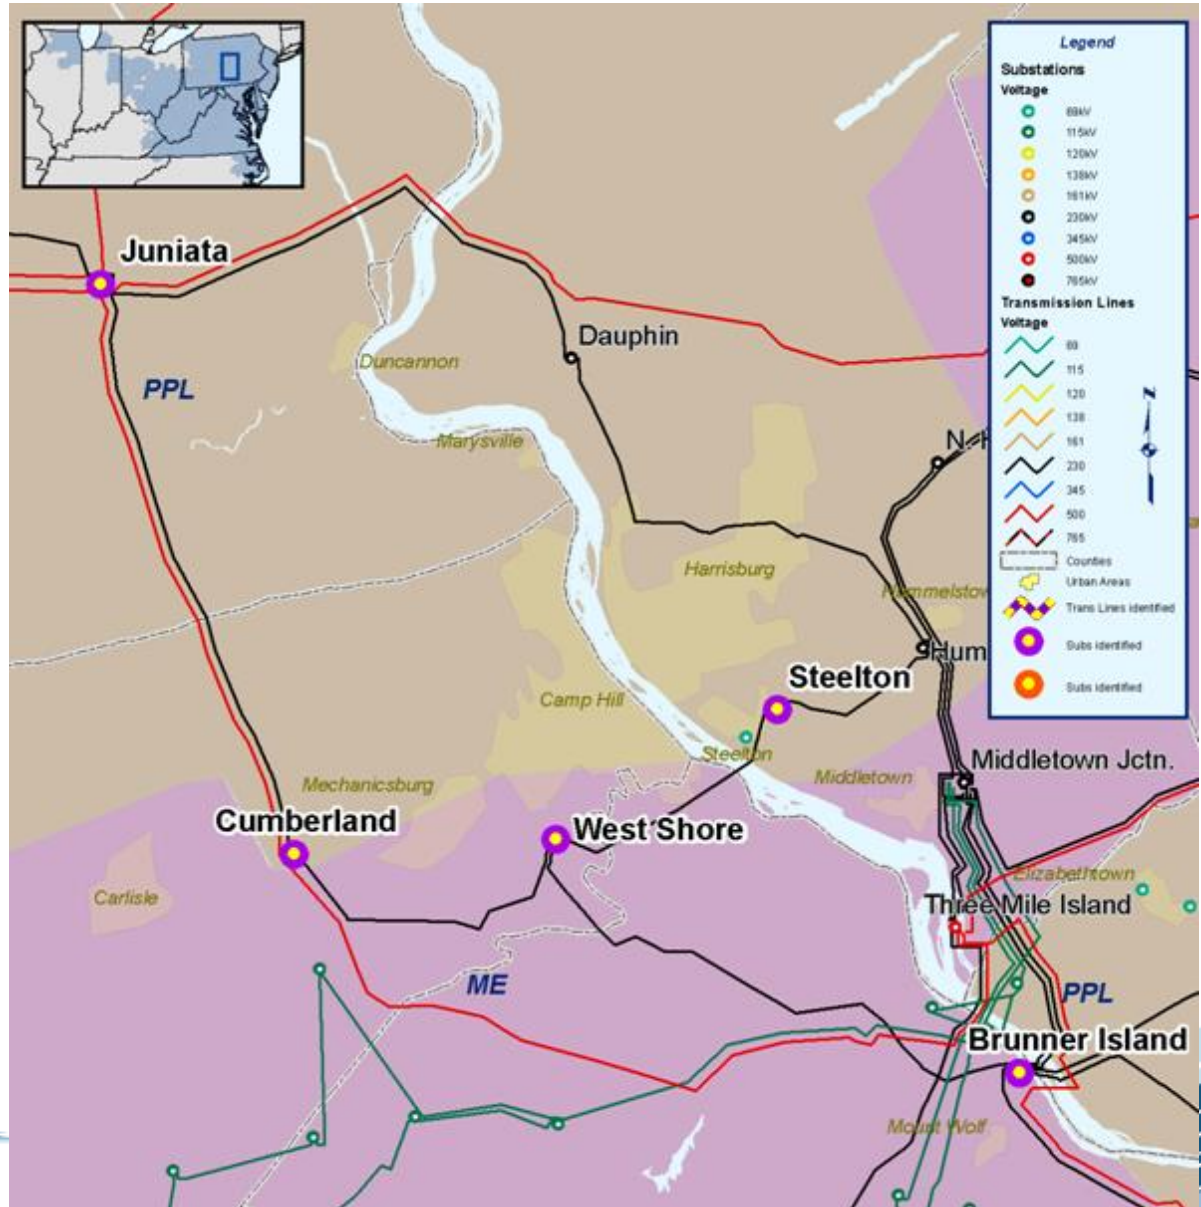 Juniata
PPL
Duncannon
Marysville
Dauphin
Harrisburg
Camp Hill
Steelton
Steelton
Middletown
Middletown Jctn.
Mechanicsburg
Cumberland
West Shore
Carlisle
Elizabethtown
Three Mile Island
ME
PPL
Brunner Island
Mount Wolf
N
Hummelstow
Hum
Legend
Substations
Voltage
69kV
115kV
120kV
138kV
161kV
230kV
345kV
500kV
765kV
Transmission Lines
Voltage
69
115
120
138
161
230
345
500
765
Counties
Urban Areas
Trans Lines identified
Subs identified
Subs identified
N